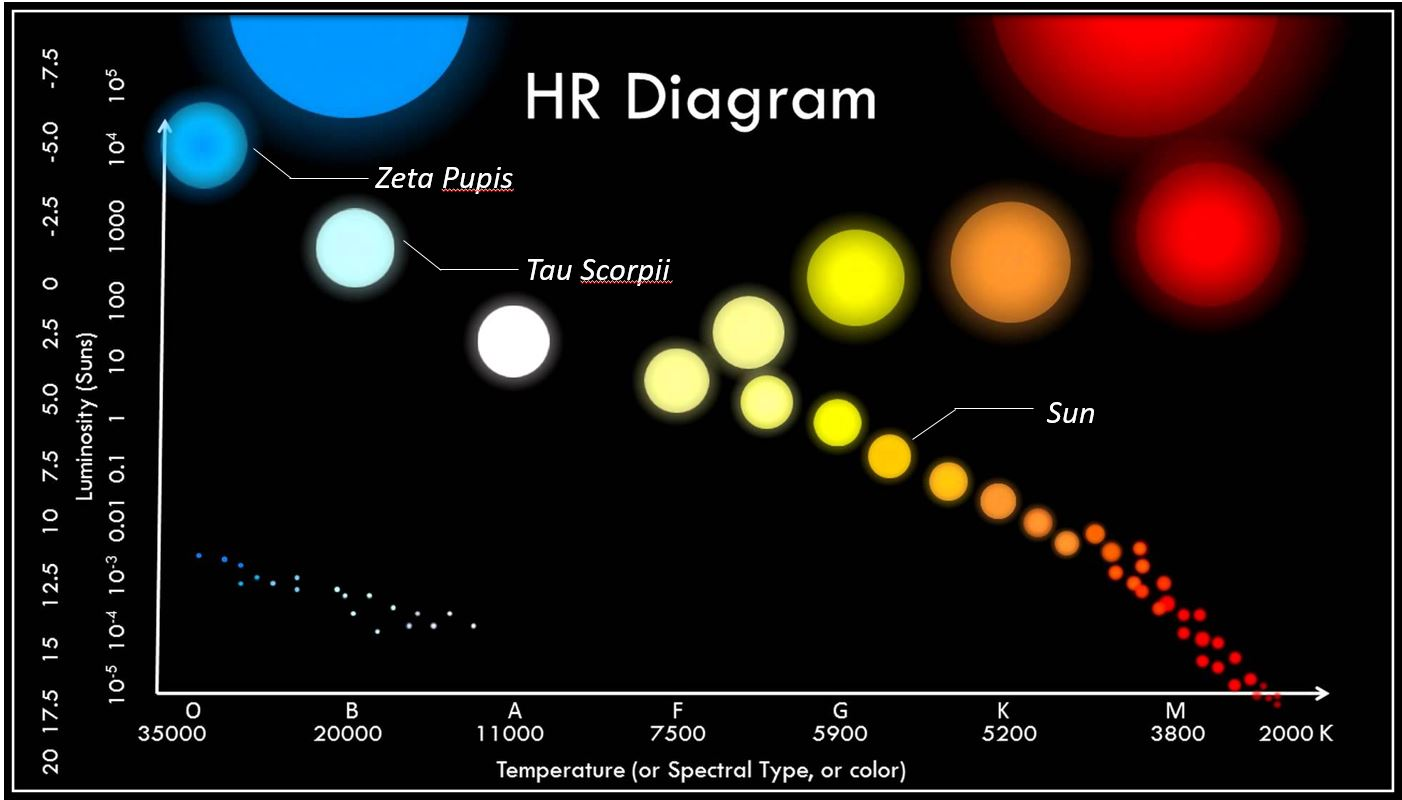 HR Diagram
-7.5
-5.0
-2.5
0
2.5
5.0
7.5
10
12.5
15
17.5
20
Luminosity (Suns)
10⁵
10⁴
1000
100
10
1
0.1
0.01
10⁻³
10⁻⁴
10⁻⁵
Zeta Pupis
Tau Scorpii
Sun
O B A F G K M
35000 20000 11000 7500 5900 5200 3800 2000 K
Temperature (or Spectral Type, or color)